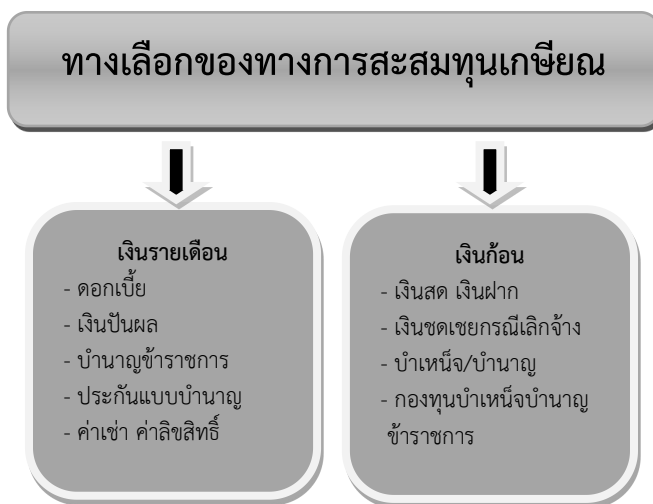 ทางเลือกของทางการสะสมทุนเกษียณ
เงินรายเดือน
- ดอกเบี้ย
- เงินปันผล
- บำนาญข้าราชการ
- ประกันแบบบำนาญ
- ค่าเช่า ค่าลิขสิทธิ์
เงินก้อน
- เงินสด เงินฝาก
- เงินชดเชยกรณีเลิกจ้าง
- บำเหน็จ/บำนาญ
- กองทุนบำเหน็จบำนาญ
ข้าราชการ